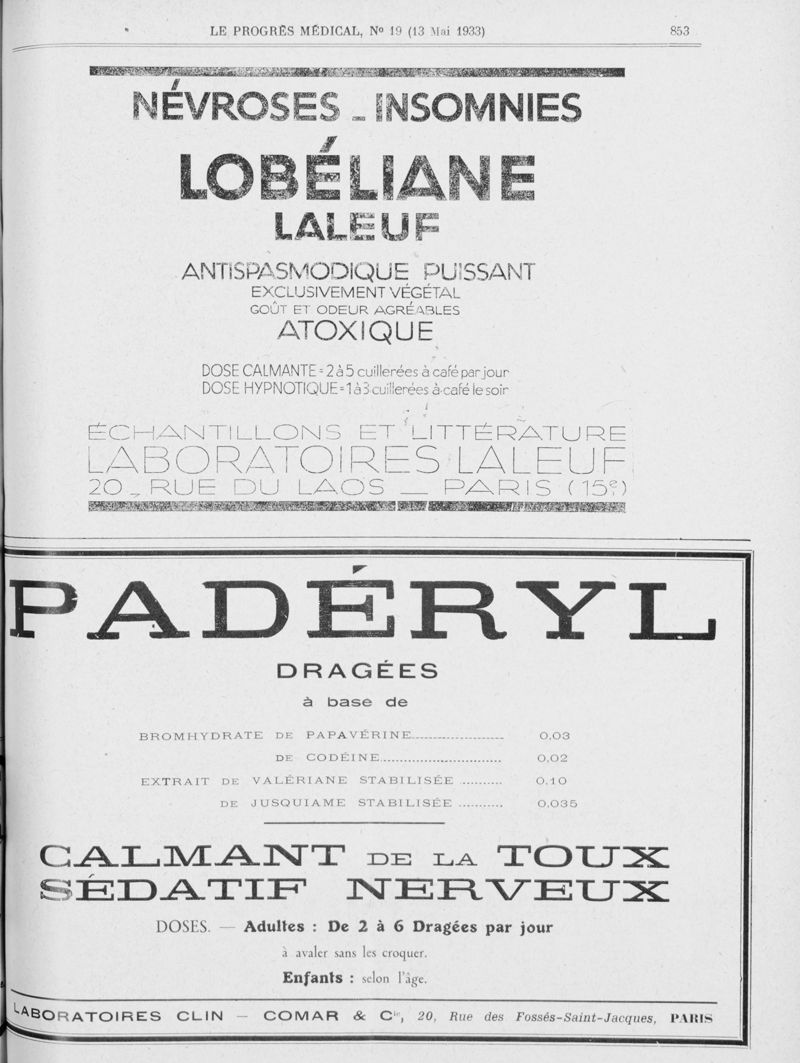 LE PROGRÈS MÉDICAL, Nº 19 (13 Mai 1933) 853
NÉVROSES - INSOMNIES
LOBÉLIANE
LALEUF
ANTISPASMODIQUE PUISSANT
EXCLUSIVEMENT VÉGÉTAL
GOÛT ET ODEUR AGRÉABLES
ATOXIQUE
DOSE CALMANTE = 2 à 5 cuillerées à café par jour
DOSE HYPNOTIQUE = 1 à 3 cuillerées à café le soir
ÉCHANTILLONS ET LITTÉRATURE
LABORATOIRES LALEUF
20, RUE DU LAOS — PARIS (15e)
PADÉRYL
DRAGÉES
à base de
BROMHYDRATE DE PAPAVÉRINE.................... 0,03
DE CODÉINE.......................... 0,02
EXTRAIT DE VALÉRIANE STABILISÉE .......... 0,10
DE JUSQUIAME STABILISÉE .......... 0,035
CALMANT DE LA TOUX
SÉDATIF NERVEUX
DOSES. — Adultes : De 2 à 6 Dragées par jour
à avaler sans les croquer.
Enfants : selon l'âge.
LABORATOIRES CLIN — COMAR & Cie, 20, Rue des Fossés-Saint-Jacques, PARIS